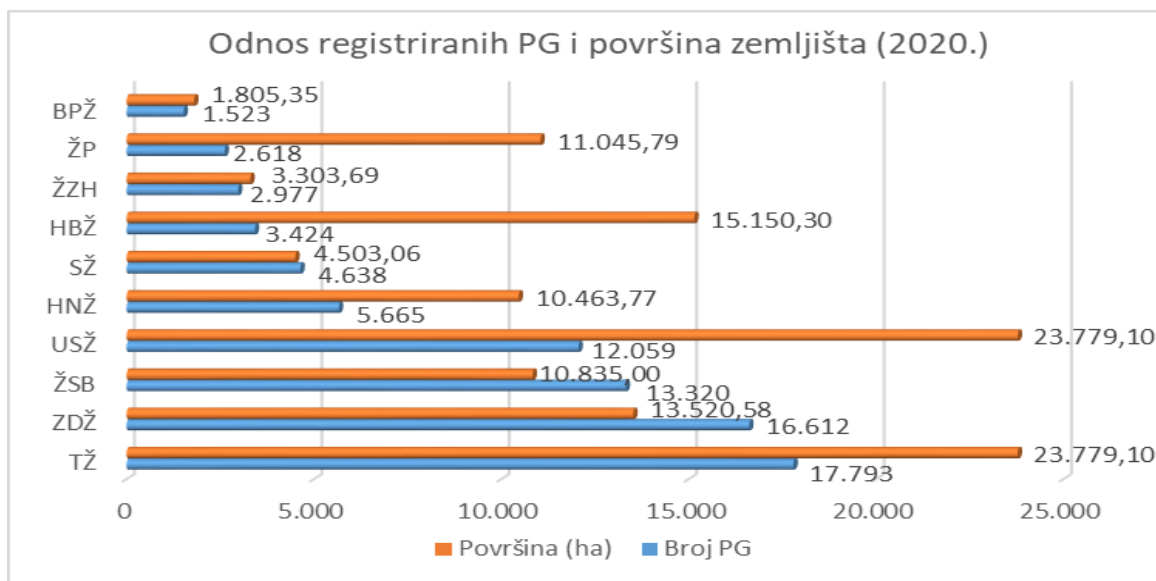 Odnos registriranih PG i površina zemljišta (2020.)
BPŽ
1.805,35
1.523
ŽP
11.045,79
2.618
ŽZH
3.303,69
2.977
HBŽ
15.150,30
3.424
SŽ
4.503,06
4.638
HNŽ
10.463,77
5.665
USŽ
23.779,10
12.059
ŽSB
10.835,00
13.320
ZDŽ
13.520,58
16.612
TŽ
23.779,10
17.793
0 5.000 10.000 15.000 20.000 25.000
Površina (ha) Broj PG